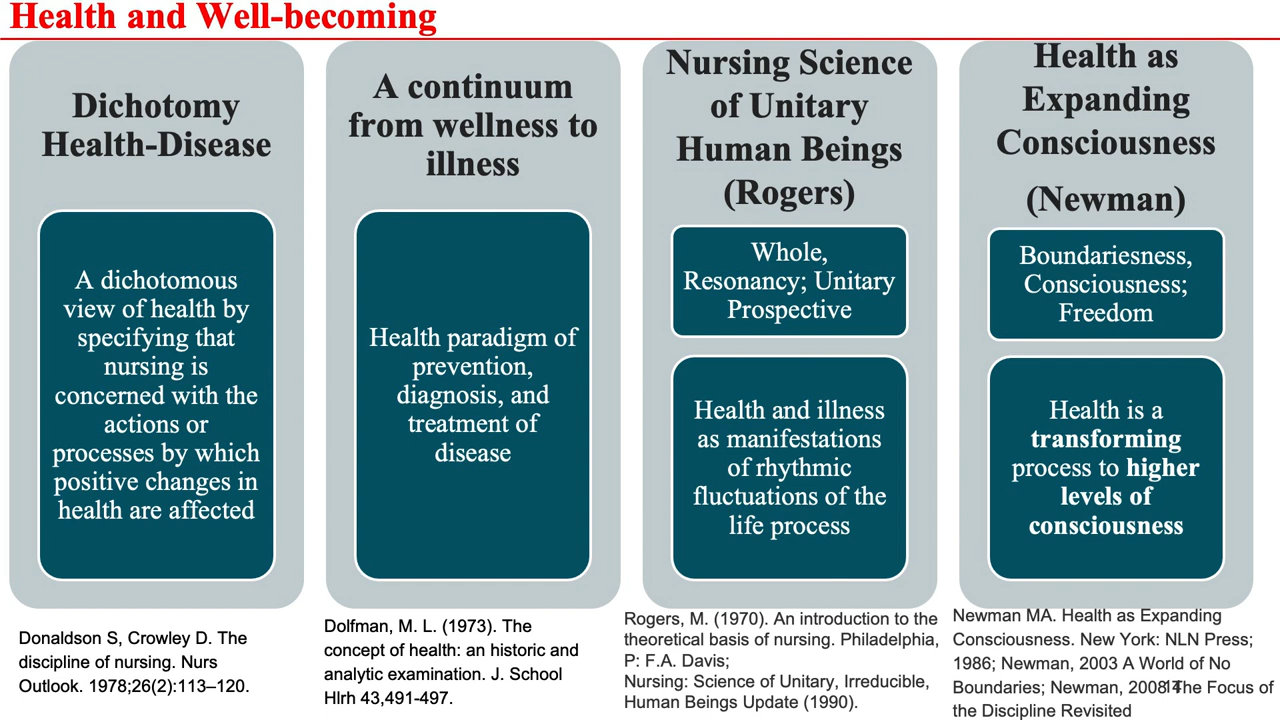 Health and Well-becoming
Dichotomy
Health-Disease
A dichotomous
view of health by
specifying that
nursing is
concerned with the
actions or
processes by which
positive changes in
health are affected
Donaldson S, Crowley D. The
discipline of nursing. Nurs
Outlook. 1978;26(2):113–120.
A continuum
from wellness to
illness
Health paradigm of
prevention,
diagnosis, and
treatment of
disease
Dolfman, M. L. (1973). The
concept of health: an historic and
analytic examination. J. School
Hlrh 43,491-497.
Nursing Science
of Unitary
Human Beings
(Rogers)
Whole,
Resonancy; Unitary
Prospective
Health and illness
as manifestations
of rhythmic
fluctuations of the
life process
Rogers, M. (1970). An introduction to the
theoretical basis of nursing. Philadelphia,
P: F.A. Davis;
Nursing: Science of Unitary, Irreducible,
Human Beings Update (1990).
Health as
Expanding
Consciousness
(Newman)
Boundariesness,
Consciousness;
Freedom
Health is a
transforming
process to higher
levels of
consciousness
Newman MA. Health as Expanding
Consciousness. New York: NLN Press;
1986; Newman, 2003 A World of No
Boundaries; Newman, 2008 The Focus of
the Discipline Revisited
14